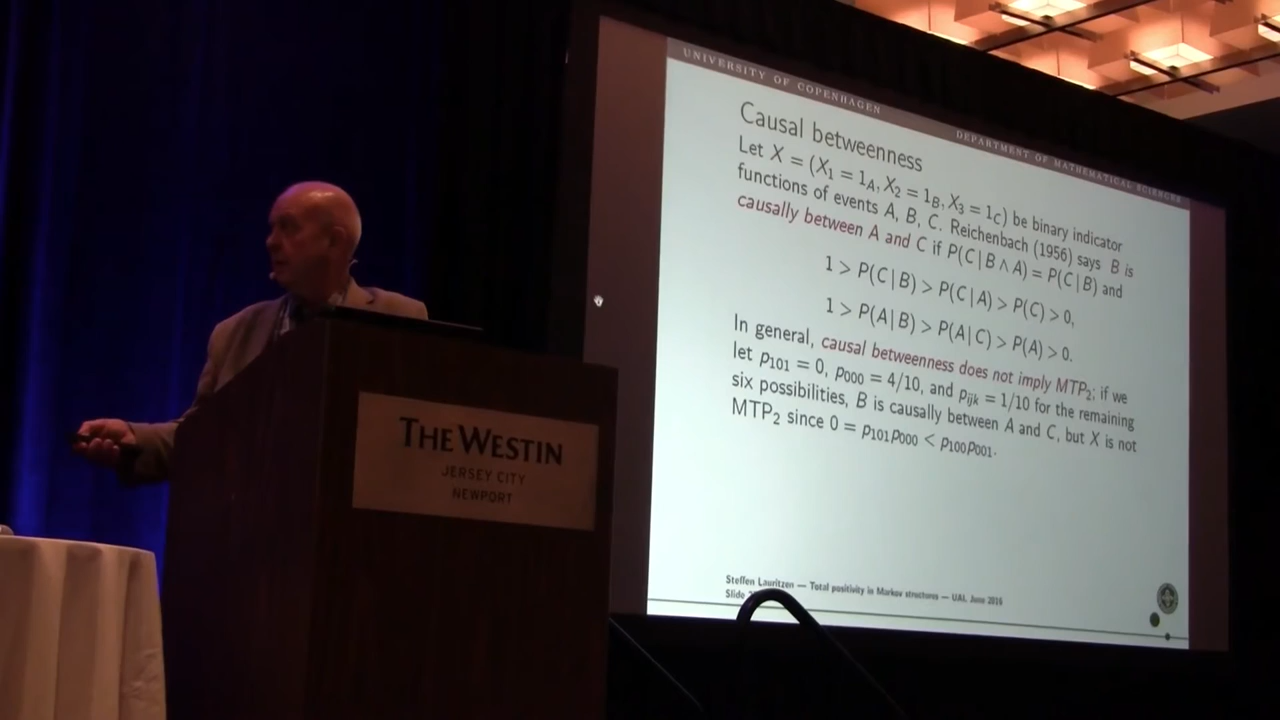 UNIVERSITY OF COPENHAGEN
DEPARTMENT OF MATHEMATICAL SCIENCES
Causal betweenness
Let X = (X₁ = 1_A, X₂ = 1_B, X₃ = 1_C) be binary indicator
functions of events A, B, C. Reichenbach (1956) says B is
causally between A and C if P(C | B ∧ A) = P(C | B) and
1 > P(C | B) > P(C | A) > P(C) > 0,
1 > P(A | B) > P(A | C) > P(A) > 0.
In general, causal betweenness does not imply MTP₂; if we
let p₁₀₁ = 0, p₀₀₀ = 4/10, and p_ijk = 1/10 for the remaining
six possibilities, B is causally between A and C, but X is not
MTP₂ since 0 = p₁₀₁p₀₀₀ < p₁₀₀p₀₀₁.
Steffen Lauritzen — Total positivity in Markov structures — UAI, June 2016
Slide
THE WESTIN
JERSEY CITY
NEWPORT